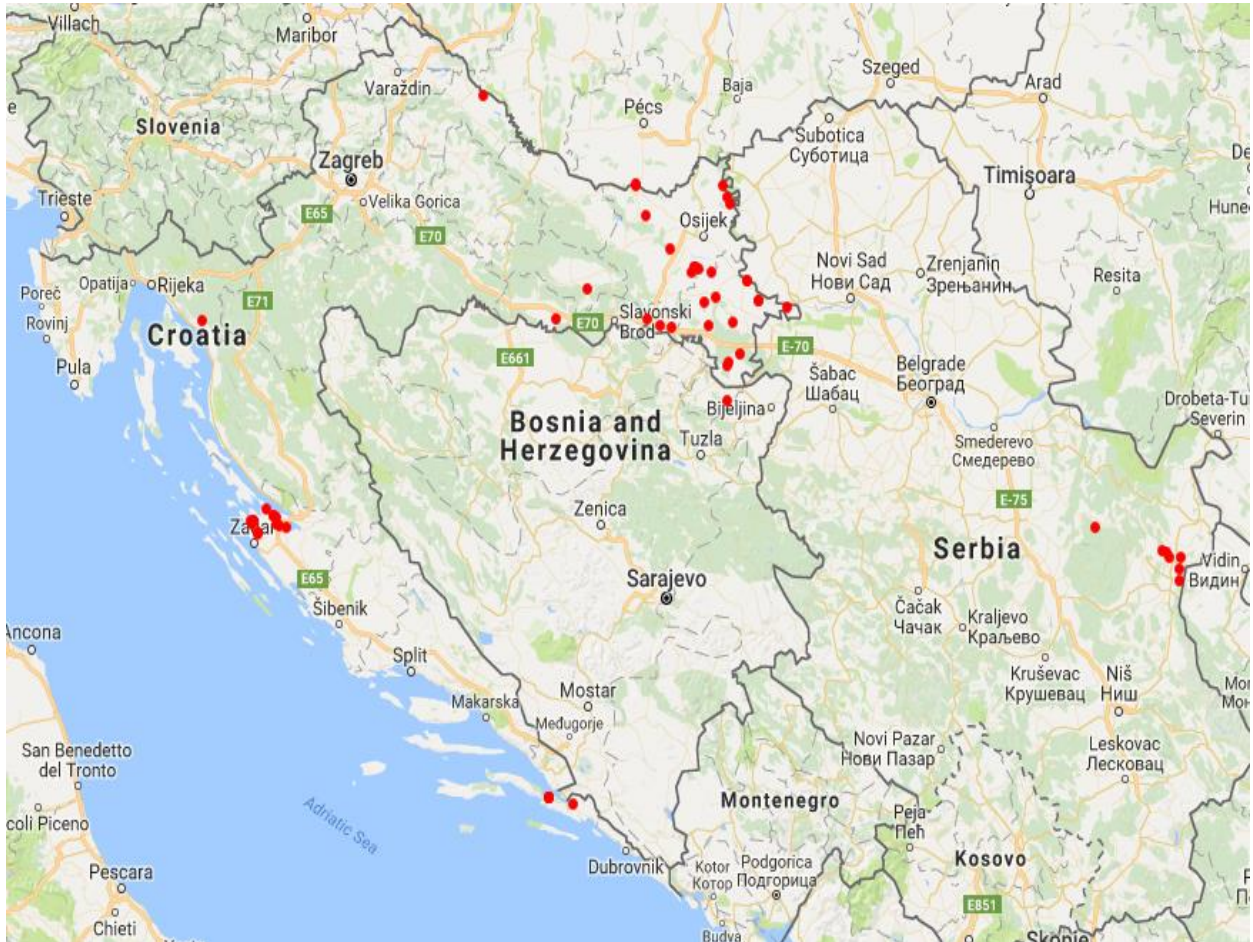 Villach
Maribor
Varaždin
Szeged
Arad
Baja
Pécs
Slovenia
Subotica
Суботица
Zagreb
Timișoara
Trieste
Velika Gorica
E65
Osijek
E70
Novi Sad
Нови Сад
Zrenjanin
Зрењанин
Resita
Opatija
Rijeka
E71
Poreč
Rovinj
Croatia
Slavonski
Brod
E70
Pula
E661
E-70
Belgrade
Београд
Šabac
Шабац
Bijeljina
Bosnia and
Herzegovina
Tuzla
Drobeta-Tu
Severin
Smederevo
Смедерево
E-75
Zenica
Serbia
Vidin
Видин
E65
Sarajevo
Čačak
Чачак
Kraljevo
Краљево
Šibenik
Ancona
Split
Kruševac
Крушевац
Niš
Ниш
Mostar
Makarska
Međugorje
Novi Pazar
Нови Пазар
Leskovac
Лесковац
San Benedetto
del Tronto
Adriatic Sea
Montenegro
Peja
Пећ
coli Piceno
Kosovo
Dubrovnik
Kotor
Котор
Podgorica
Подгорица
Pescara
E851
Chieti
Budva
Skopje